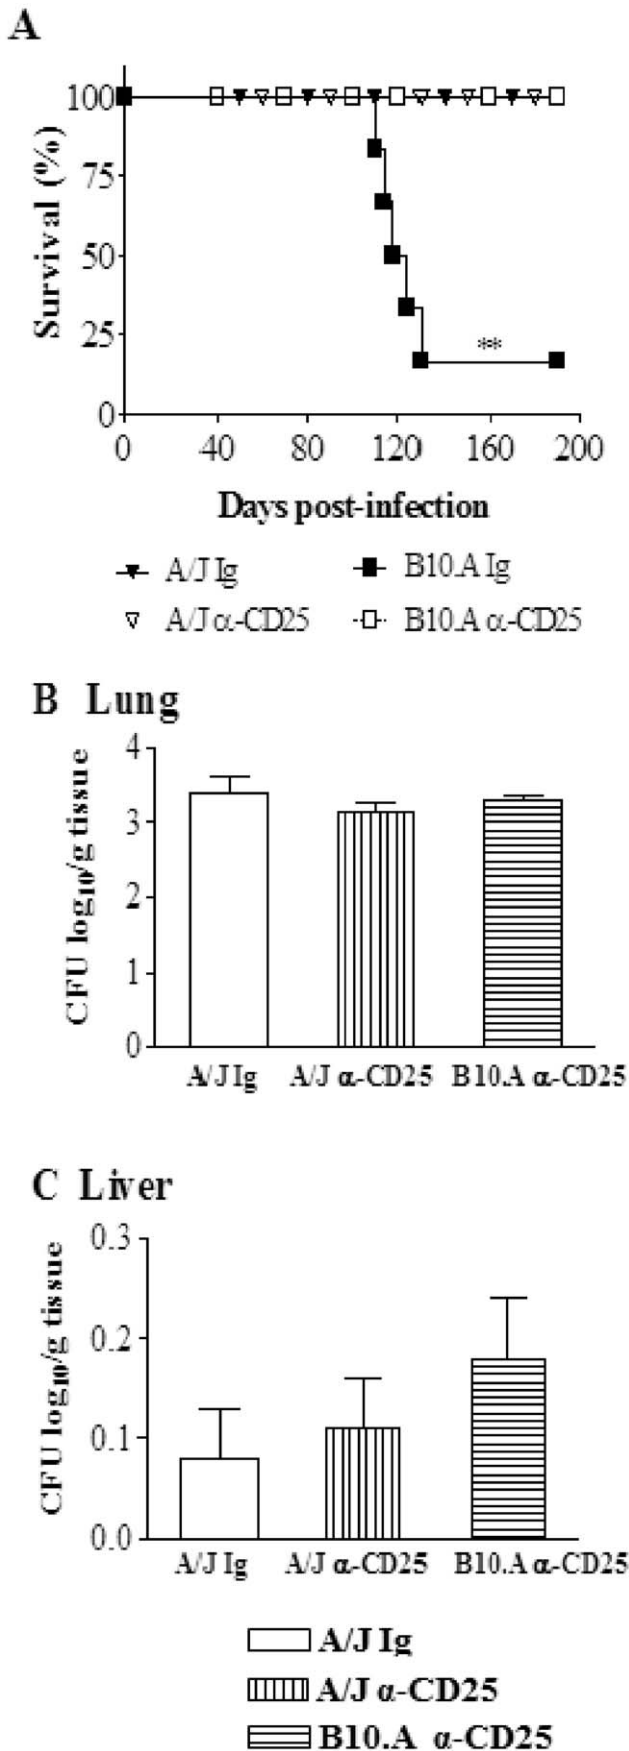 A
Survival (%)
100
75
50
25
0
**
0 40 80 120 160 200
Days post-infection
A/J Ig B10.A Ig
A/J α-CD25 B10.A α-CD25
B Lung
CFU log10/g tissue
4
3
2
1
0
A/J Ig A/J α-CD25 B10.A α-CD25
C Liver
CFU log10/g tissue
0.3
0.2
0.1
0.0
A/J Ig A/J α-CD25 B10.A α-CD25
A/J Ig
A/J α-CD25
B10.A α-CD25